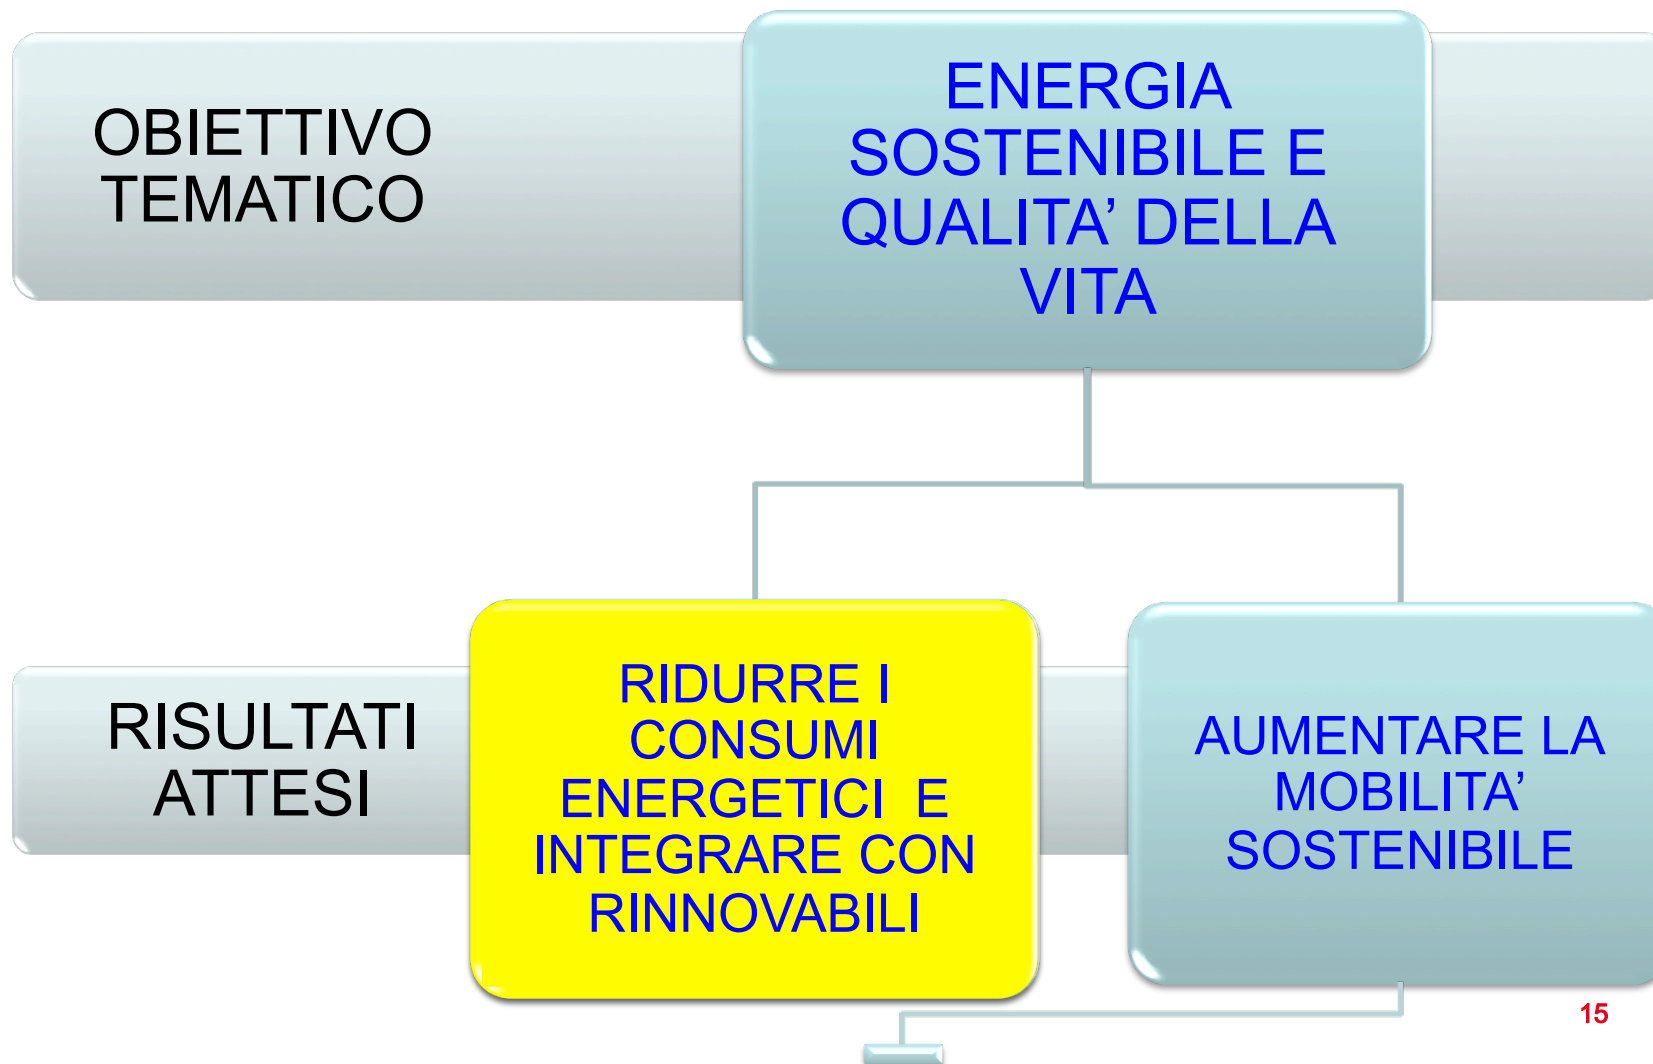 OBIETTIVO
TEMATICO
ENERGIA
SOSTENIBILE E
QUALITA’ DELLA
VITA
RISULTATI
ATTESI
RIDURRE I
CONSUMI
ENERGETICI  E
INTEGRARE CON
RINNOVABILI
AUMENTARE LA
MOBILITA’
SOSTENIBILE
15